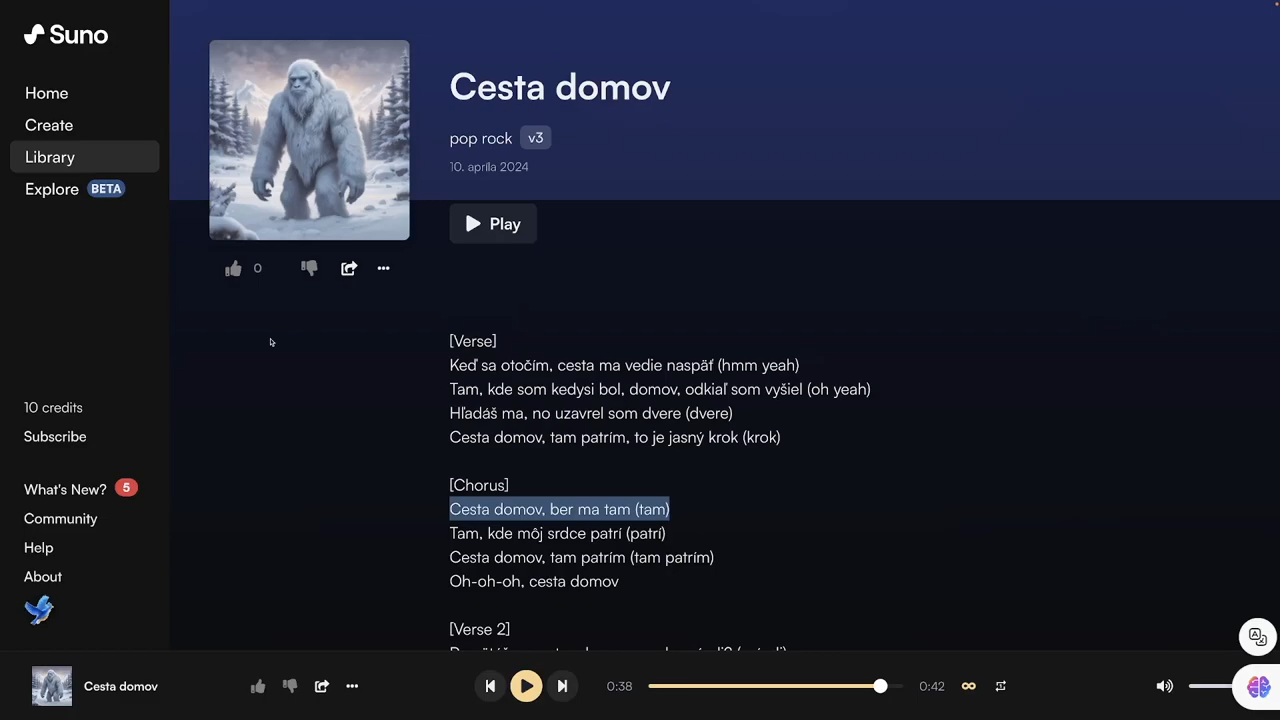 Suno
Home
Create
Library
Explore BETA
10 credits
Subscribe
What's New? 5
Community
Help
About
Cesta domov
pop rock v3
10. apríla 2024
Play
0
[Verse]
Keď sa otočím, cesta ma vedie naspäť (hmm yeah)
Tam, kde som kedysi bol, domov, odkiaľ som vyšiel (oh yeah)
Hľadáš ma, no uzavrel som dvere (dvere)
Cesta domov, tam patrím, to je jasný krok (krok)
[Chorus]
Cesta domov, ber ma tam (tam)
Tam, kde môj srdce patrí (patrí)
Cesta domov, tam patrím (tam patrím)
Oh-oh-oh, cesta domov
[Verse 2]
Cesta domov
0:38
0:42